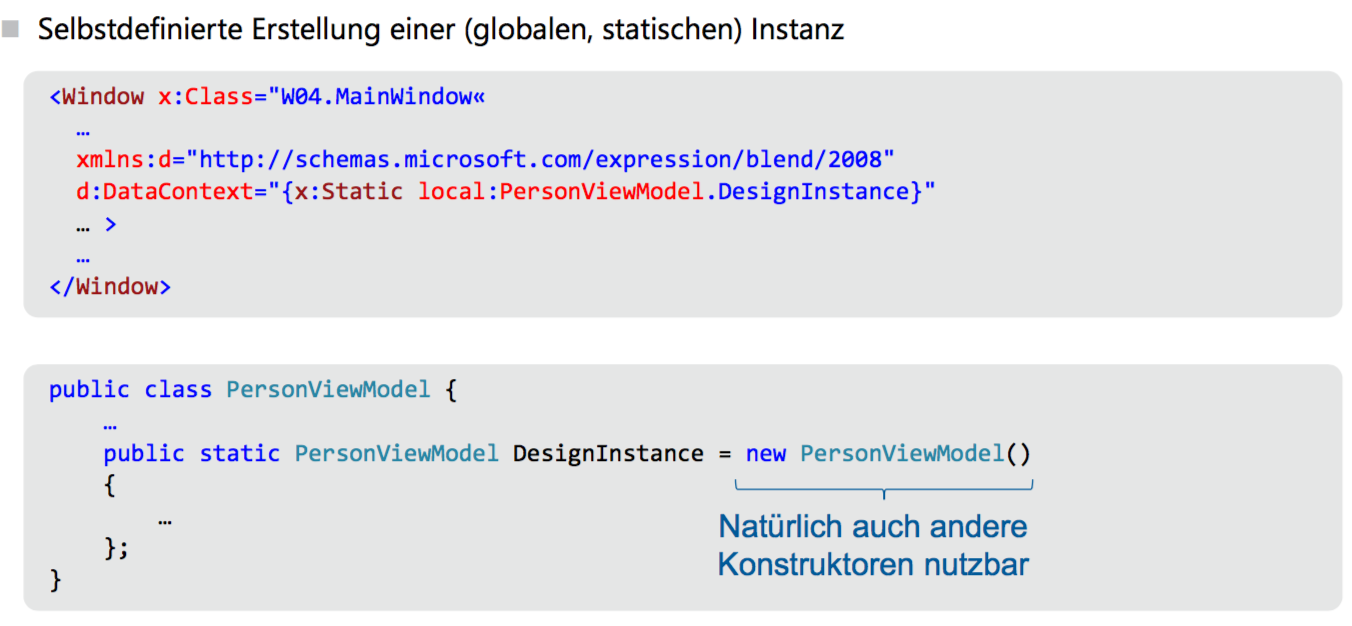 Selbstdefinierte Erstellung einer (globalen, statischen) Instanz
<Window x:Class="W04.MainWindow«
…
xmlns:d="http://schemas.microsoft.com/expression/blend/2008"
d:DataContext="{x:Static local:PersonViewModel.DesignInstance}"
… >
…
</Window>
public class PersonViewModel {
…
public static PersonViewModel DesignInstance = new PersonViewModel()
{
…
};
}
Natürlich auch andere
Konstruktoren nutzbar